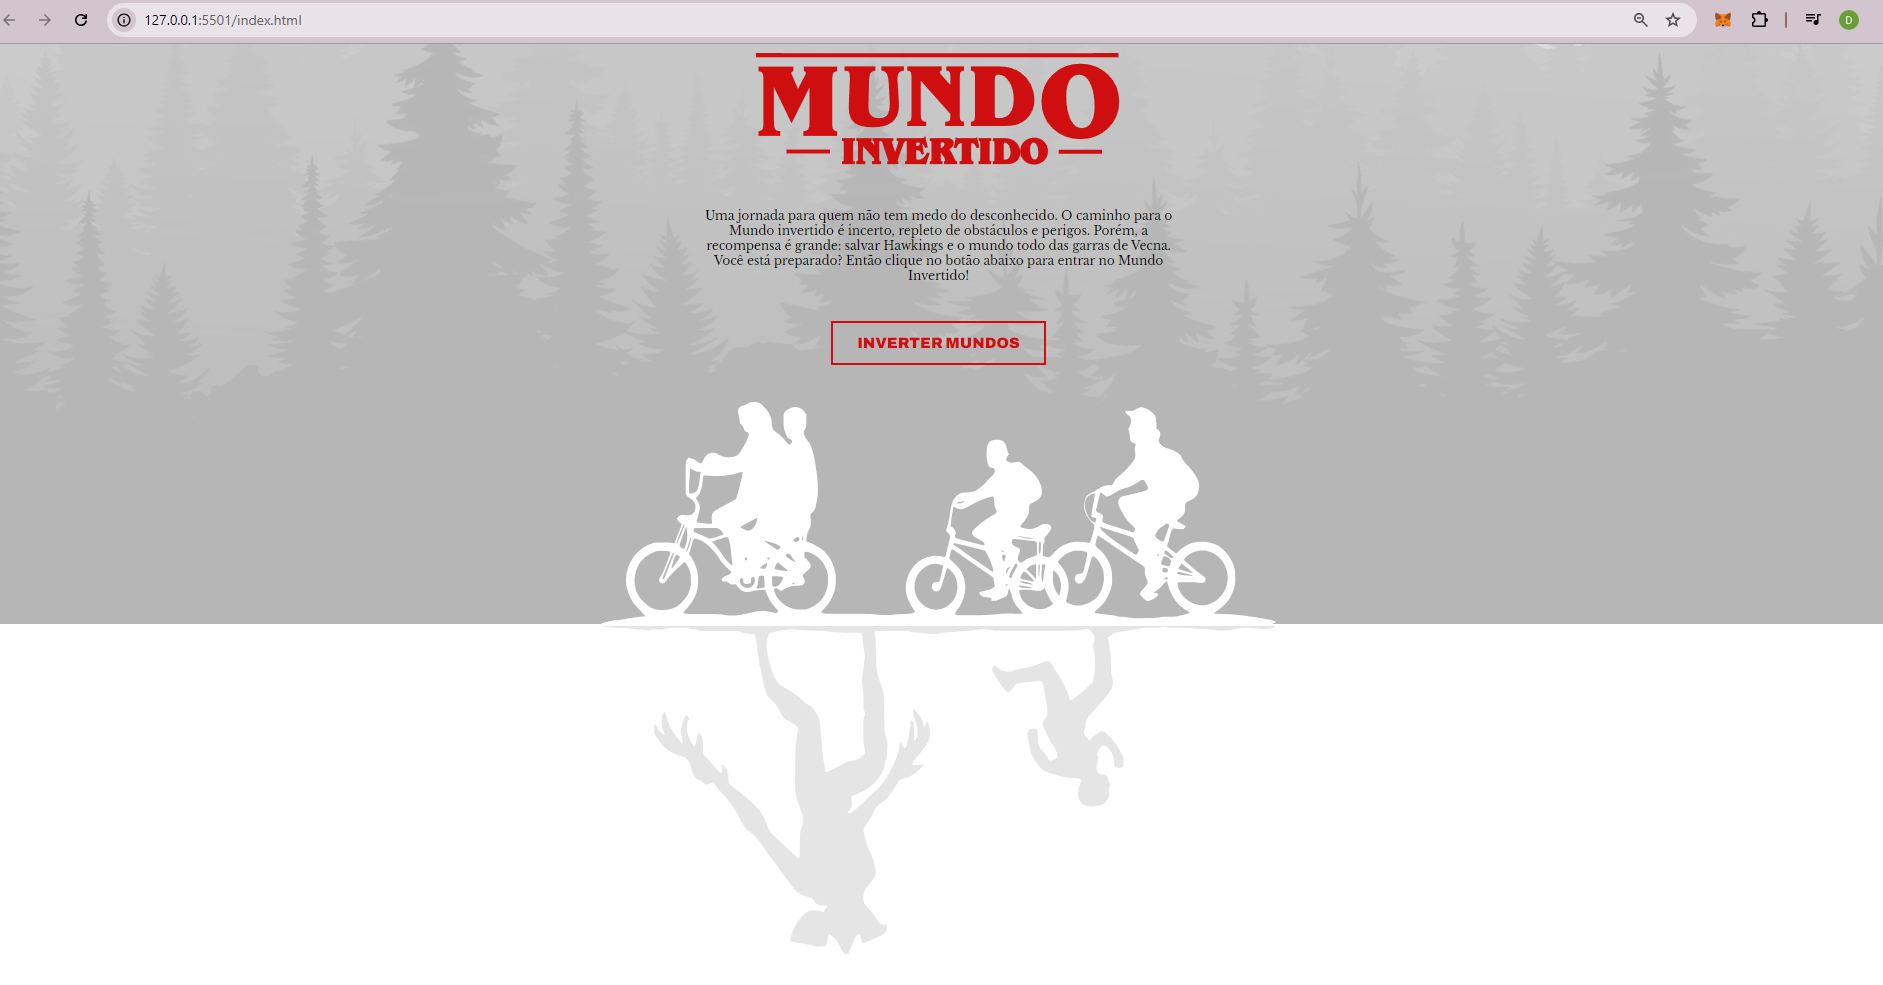 127.0.0.1:5501/index.html
D
MUNDO
INVERTIDO
Uma jornada para quem não tem medo do desconhecido. O caminho para o
Mundo invertido é incerto, repleto de obstáculos e perigos. Porém, a
recompensa é grande: salvar Hawkings e o mundo todo das garras de Vecna.
Você está preparado? Então clique no botão abaixo para entrar no Mundo
Invertido!
INVERTER MUNDOS